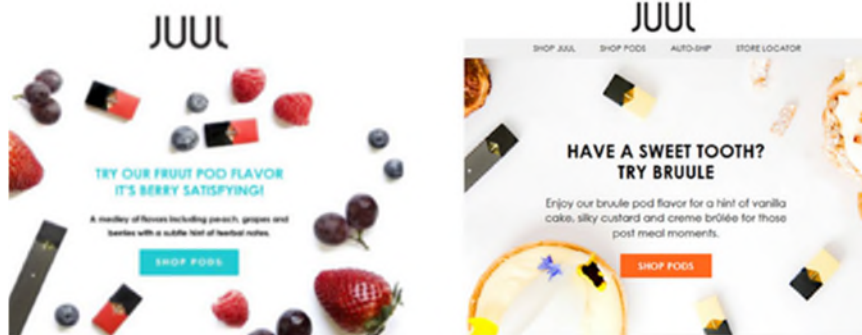 JUUL
TRY OUR FRUUT POD FLAVOR
IT'S BERRY SATISFYING!
A medley of flavors including peach, grapes and
berries with a subtle hint of herbal notes.
SHOP PODS
JUUL
SHOP JUUL SHOP PODS AUTO-SHIP STORE LOCATOR
HAVE A SWEET TOOTH?
TRY BRUULE
Enjoy our bruule pod flavor for a hint of vanilla
cake, silky custard and creme brûlée for those
post meal moments.
SHOP PODS